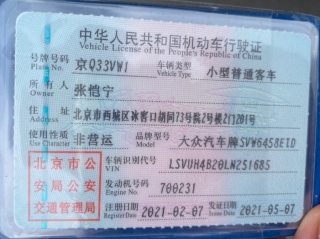 中华人民共和国机动车行驶证
Vehicle License of the People's Republic of China
号牌号码 京Q33VW1 车辆类型 小型普通客车
Plate No. Vehicle Type
所有人 张恺宁
Owner
住址 北京市西城区冰窖口胡同73号院2号楼2门201号
Address
使用性质 非营运 品牌型号 大众汽车牌SVW6458EID
Use Character Model
北京市公安局公安交通管理局
车辆识别代号 LSVUH4B20LN251685
VIN
发动机号码 700231
Engine No.
注册日期 2021-02-07 发证日期 2021-05-07
Register Date Issue Date